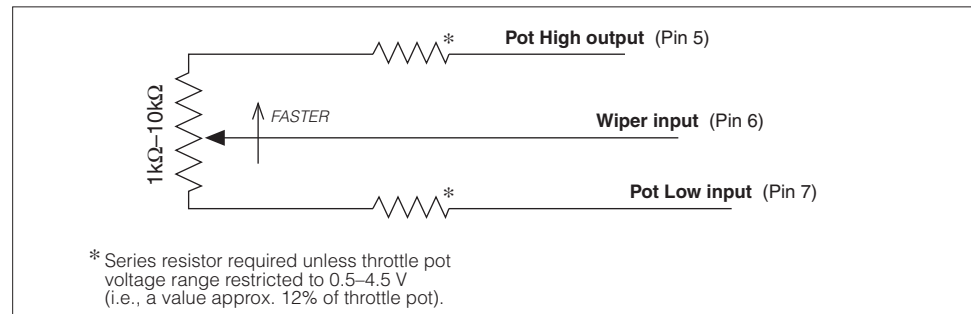 * Pot High output (Pin 5)
1kΩ–10kΩ
FASTER
Wiper input (Pin 6)
* Pot Low input (Pin 7)
* Series resistor required unless throttle pot
voltage range restricted to 0.5–4.5 V
(i.e., a value approx. 12% of throttle pot).